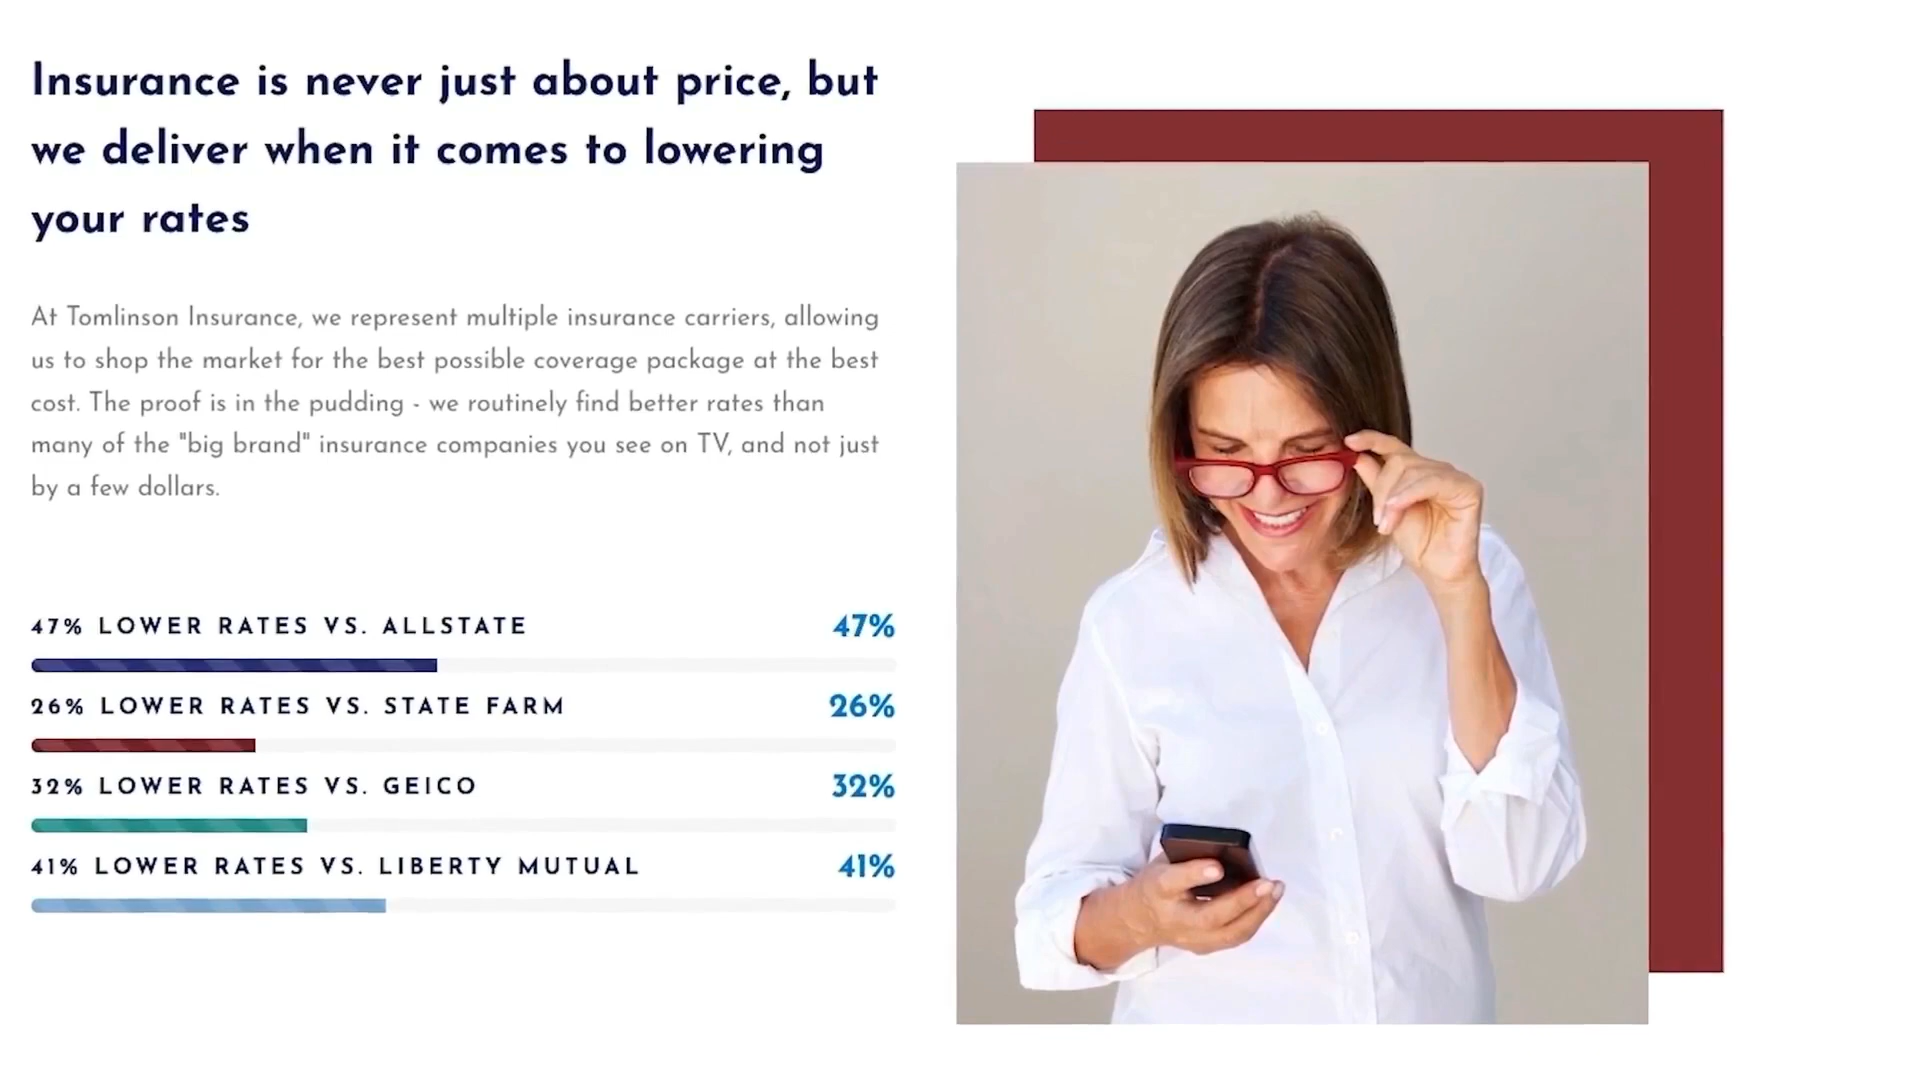 Insurance is never just about price, but
we deliver when it comes to lowering
your rates
At Tomlinson Insurance, we represent multiple insurance carriers, allowing
us to shop the market for the best possible coverage package at the best
cost. The proof is in the pudding - we routinely find better rates than
many of the "big brand" insurance companies you see on TV, and not just
by a few dollars.
47% LOWER RATES VS. ALLSTATE 47%
26% LOWER RATES VS. STATE FARM 26%
32% LOWER RATES VS. GEICO 32%
41% LOWER RATES VS. LIBERTY MUTUAL 41%